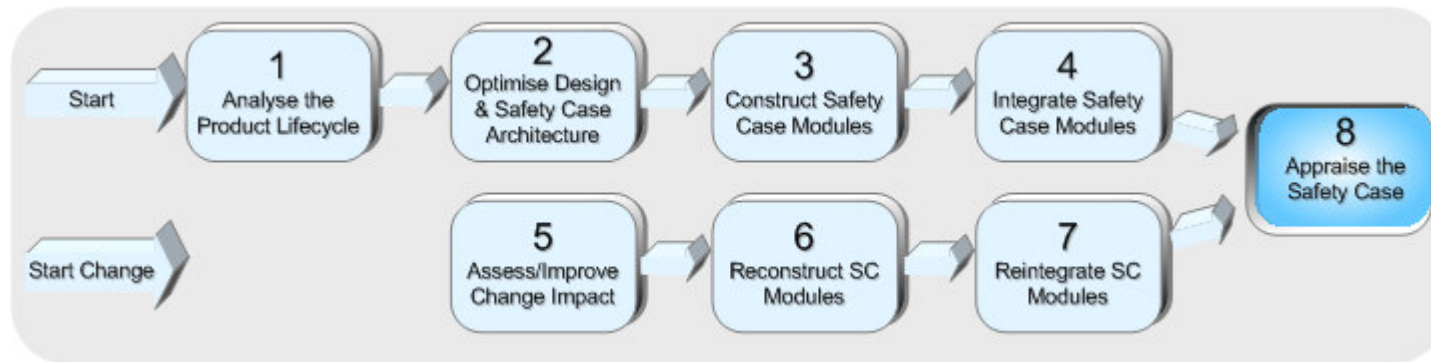 Start
1
Analyse the
Product Lifecycle
2
Optimise Design
& Safety Case
Architecture
3
Construct Safety
Case Modules
4
Integrate Safety
Case Modules
8
Appraise the
Safety Case
Start Change
5
Assess/Improve
Change Impact
6
Reconstruct SC
Modules
7
Reintegrate SC
Modules